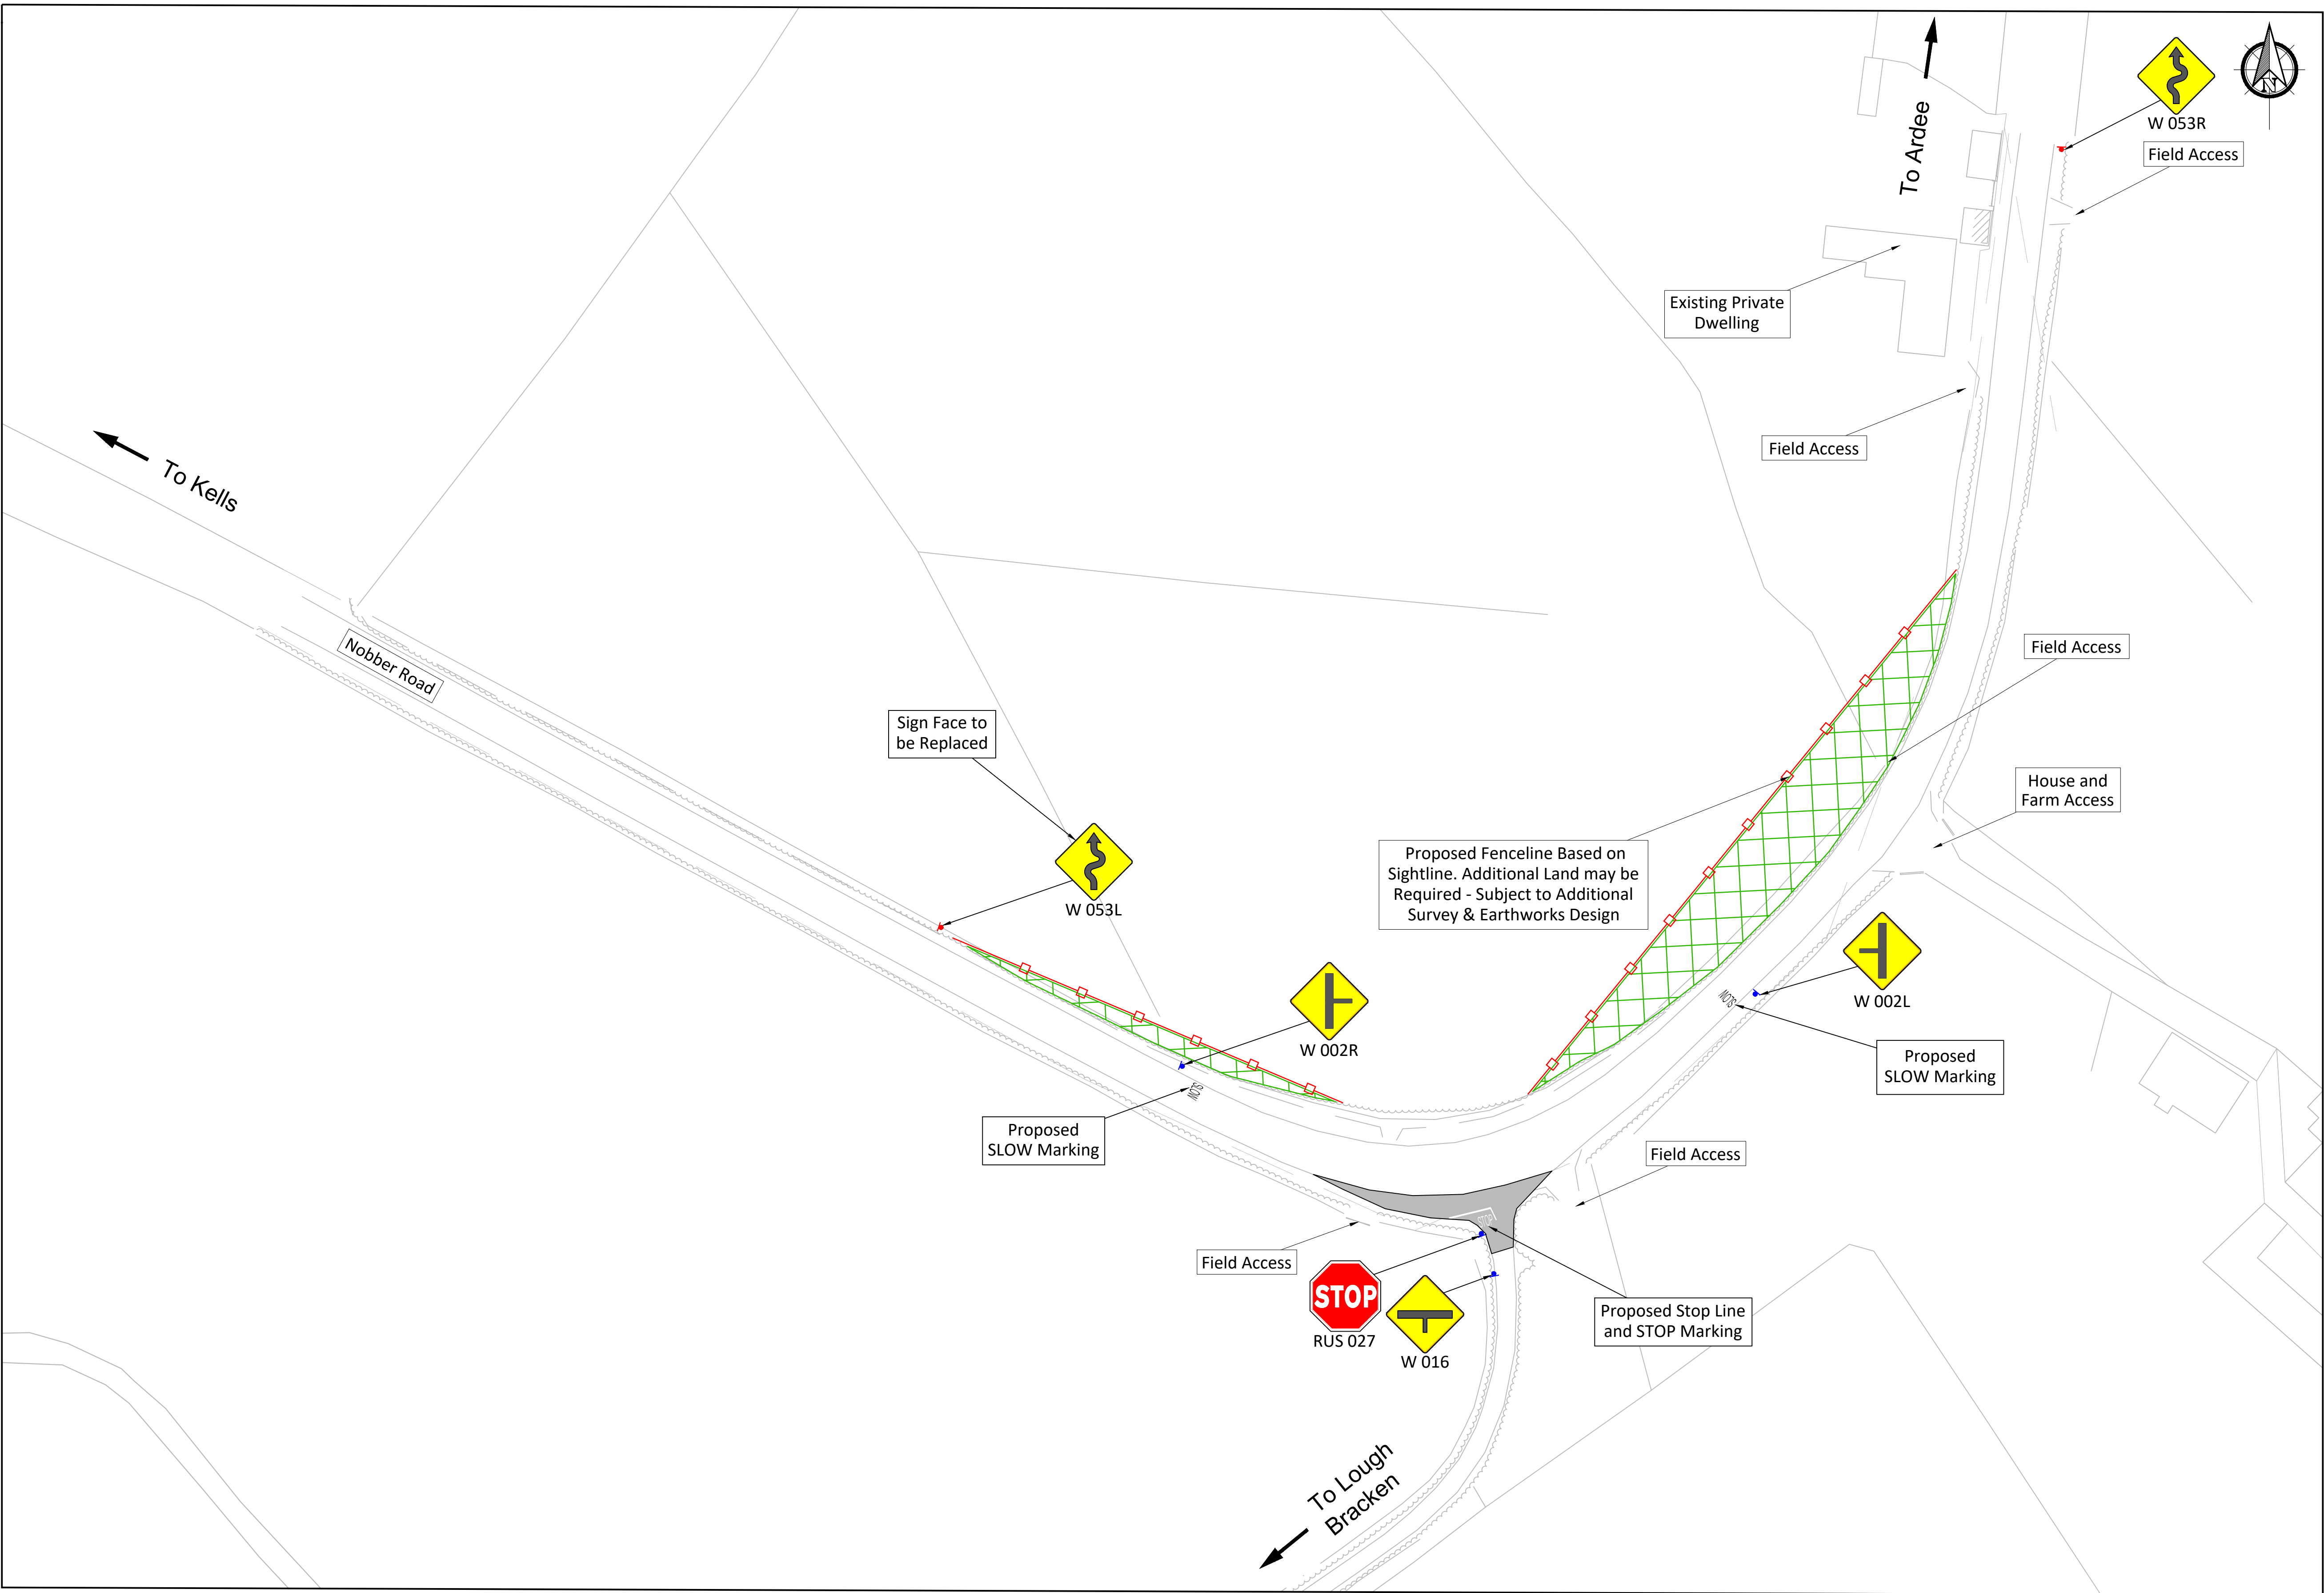 N
W 053R
Field Access
To Ardee
Existing Private
Dwelling
Field Access
To Kells
Nobber Road
Field Access
Sign Face to
be Replaced
House and
Farm Access
W 053L
Proposed Fenceline Based on
Sightline. Additional Land may be
Required - Subject to Additional
Survey & Earthworks Design
W 002L
SLOW
W 002R
Proposed
SLOW Marking
SLOW
Proposed
SLOW Marking
Field Access
STOP
Field Access
STOP
RUS 027
W 016
Proposed Stop Line
and STOP Marking
To Lough
Bracken